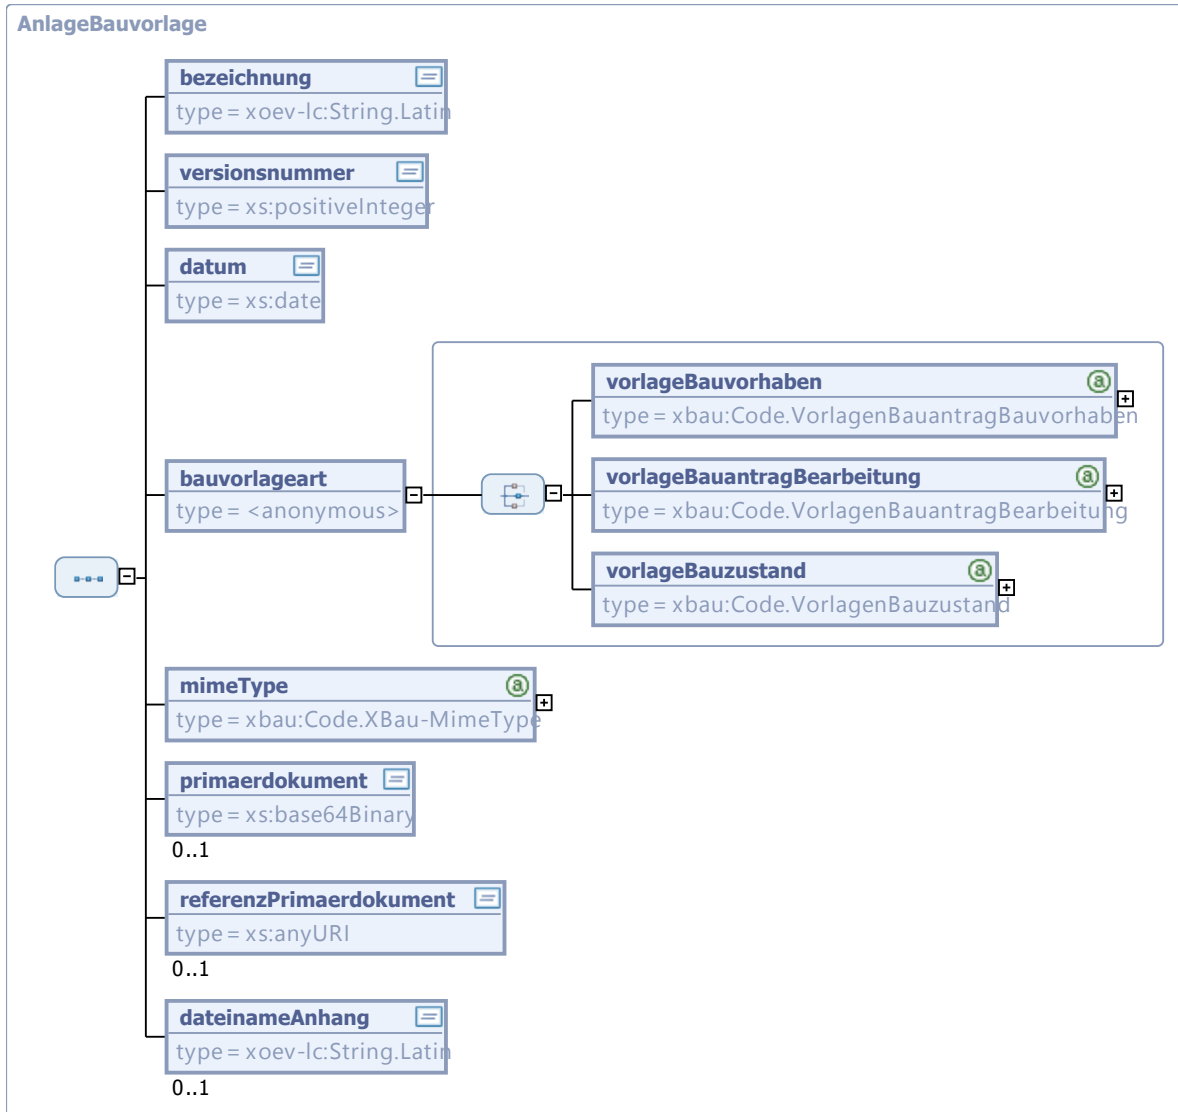 AnlageBauvorlage
bezeichnung
type = xoev-lc:String.Latin
versionsnummer
type = xs:positiveInteger
datum
type = xs:date
vorlageBauvorhaben
type = xbau:Code.VorlagenBauantragBauvorhaben
bauvorlageart
type = <anonymous>
vorlageBauantragBearbeitung
type = xbau:Code.VorlagenBauantragBearbeitung
vorlageBauzustand
type = xbau:Code.VorlagenBauzustand
mimeType
type = xbau:Code.XBau-MimeType
primaerdokument
type = xs:base64Binary
0..1
referenzPrimaerdokument
type = xs:anyURI
0..1
dateinameAnhang
type = xoev-lc:String.Latin
0..1